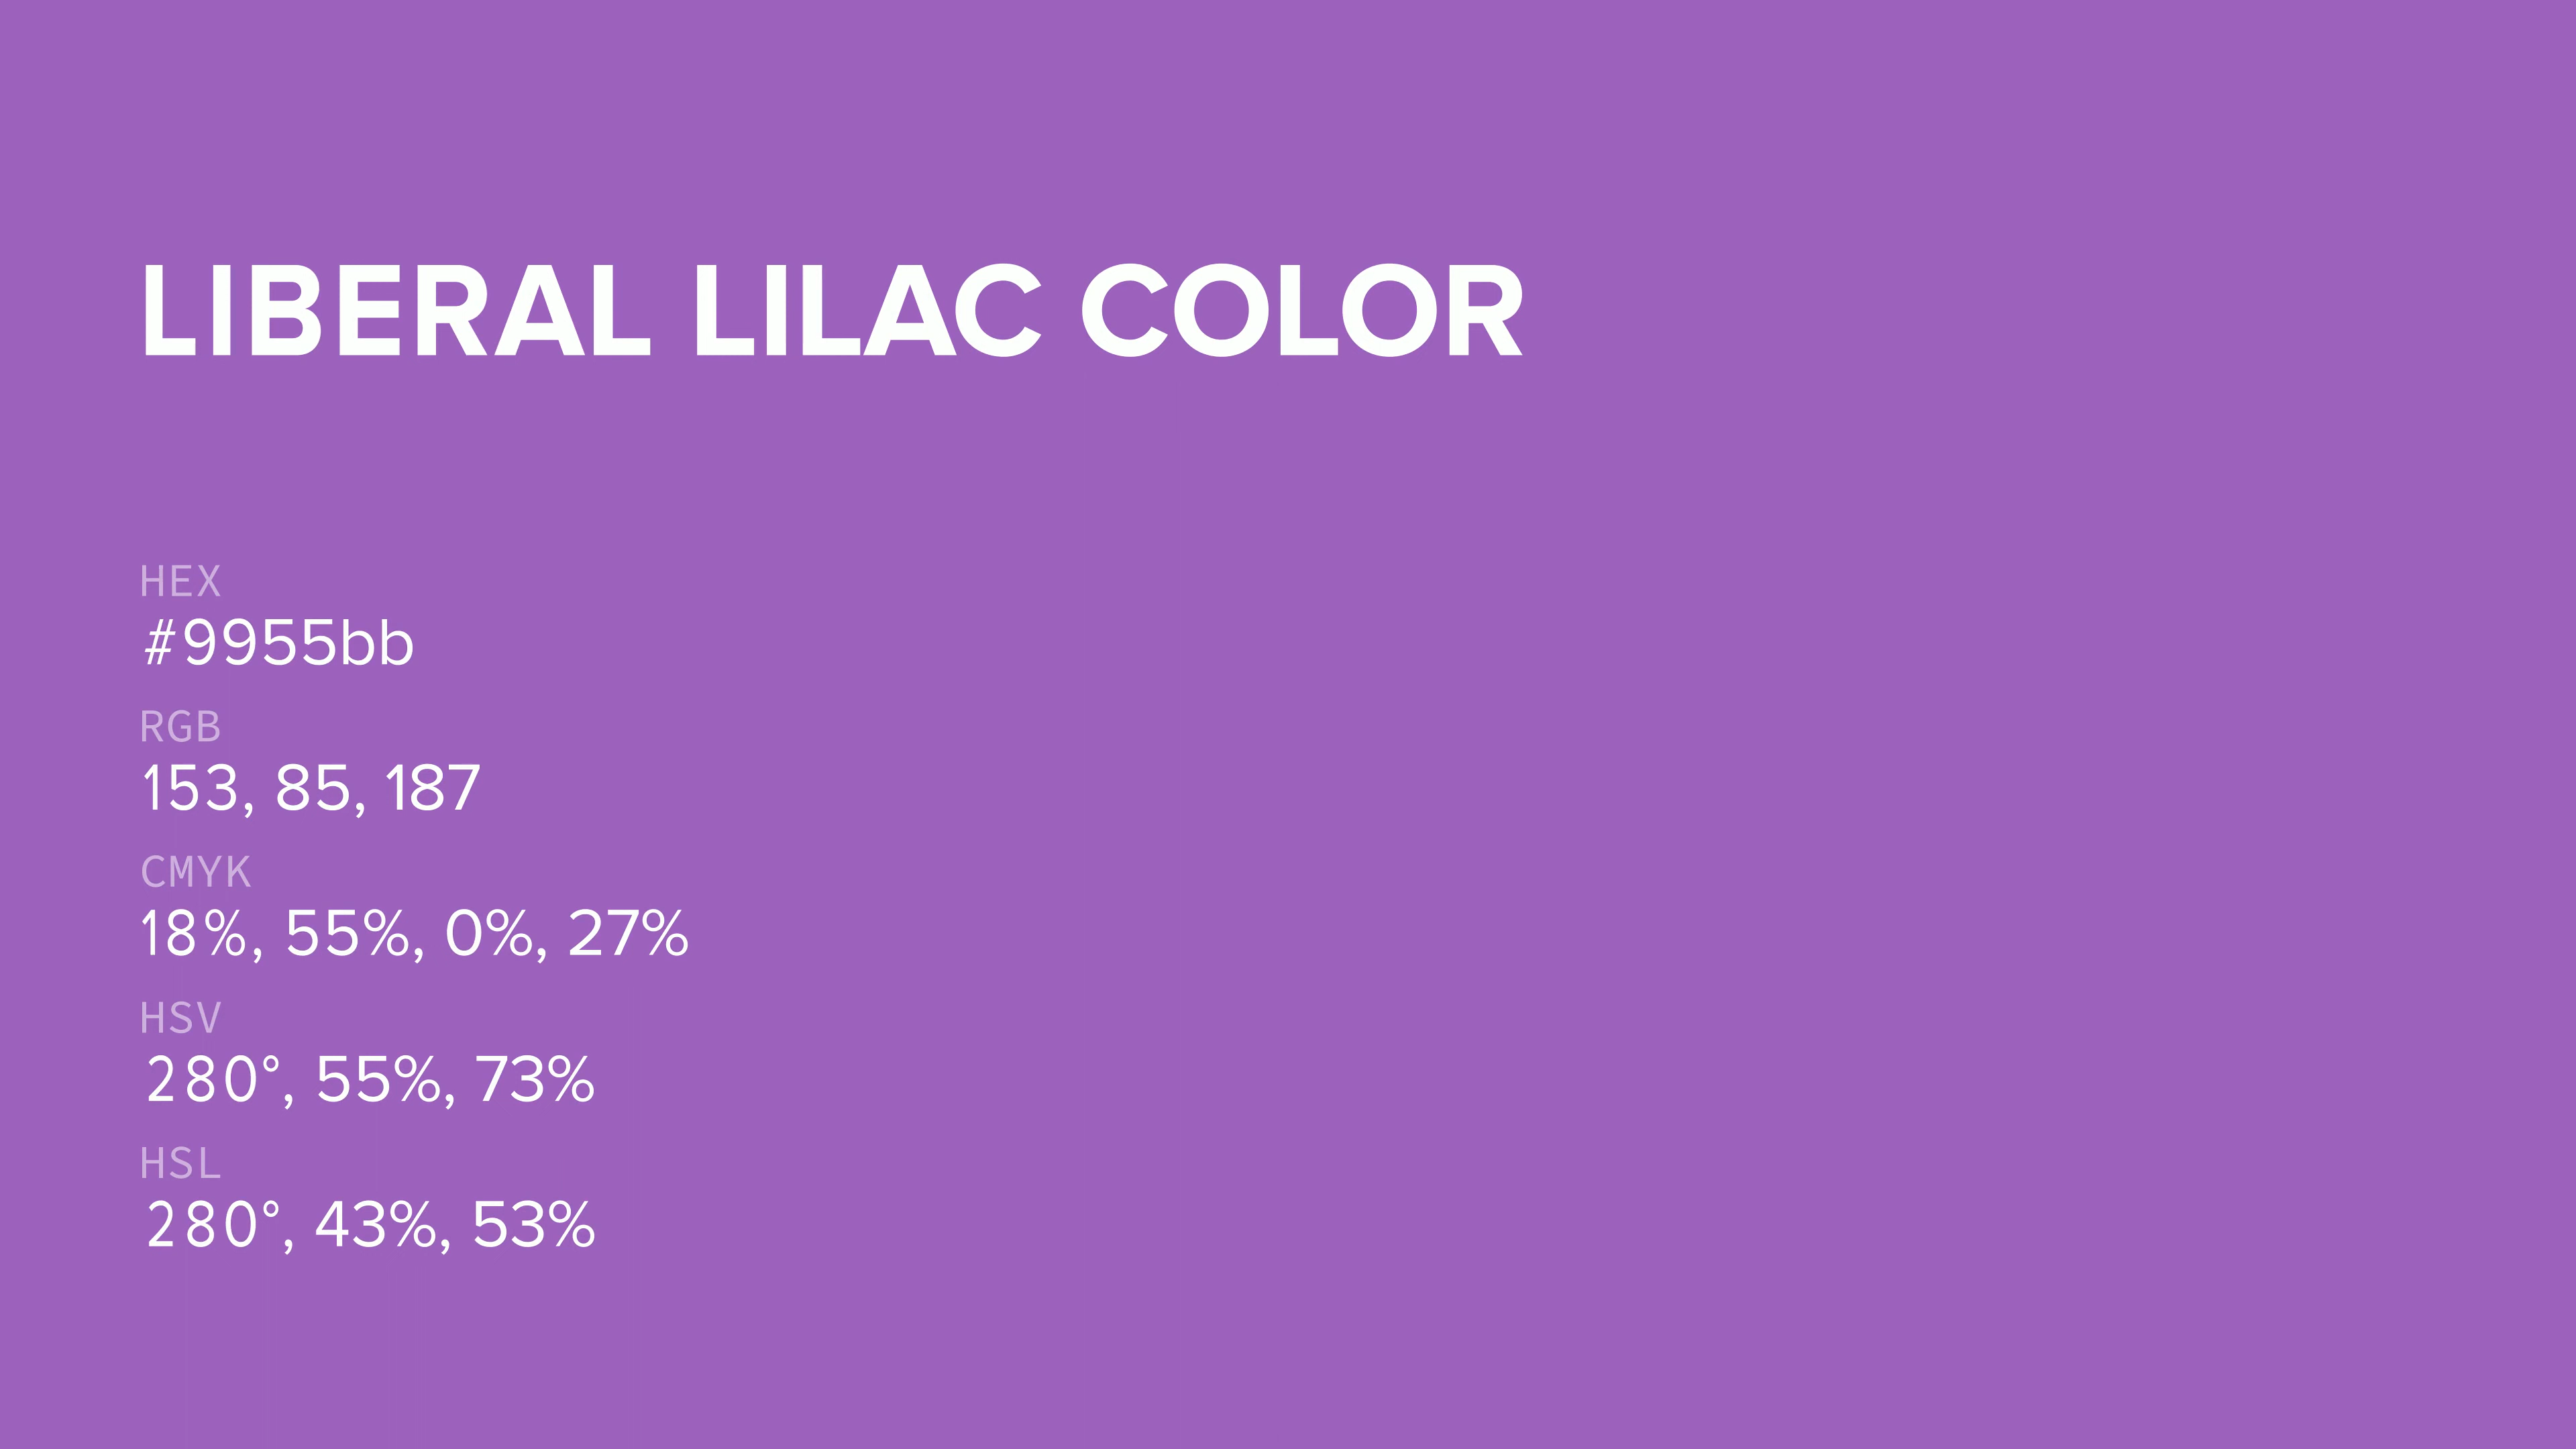 LIBERAL LILAC COLOR
HEX
#9955bb
RGB
153, 85, 187
CMYK
18%, 55%, 0%, 27%
HSV
280°, 55%, 73%
HSL
280°, 43%, 53%